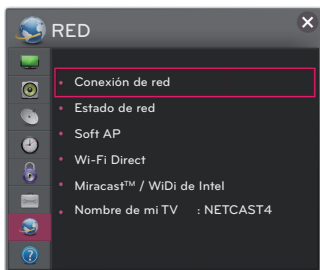 RED
Conexión de red
Estado de red
Soft AP
Wi-Fi Direct
Miracast™ / WiDi de Intel
Nombre de mi TV : NETCAST4